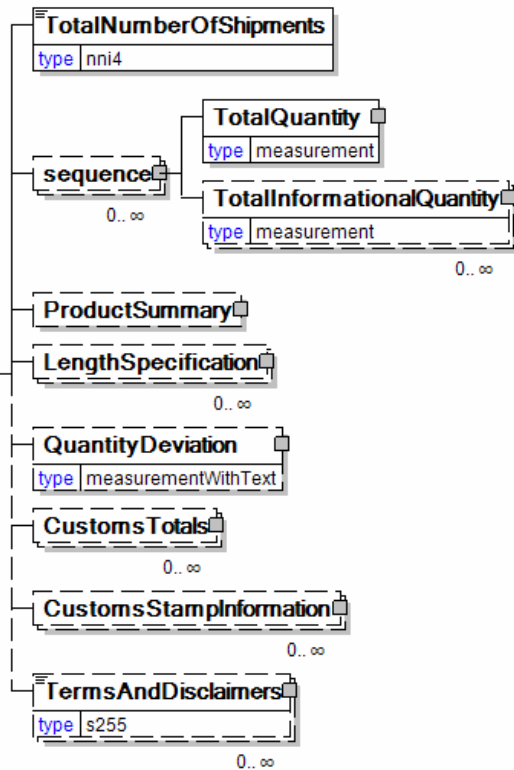 TotalNumberOfShipments
type nni4
TotalQuantity
type measurement
sequence
0.. ∞
TotalInformationalQuantity
type measurement
0.. ∞
ProductSummary
LengthSpecification
0.. ∞
QuantityDeviation
type measurementWithText
CustomsTotals
0.. ∞
CustomsStampInformation
0.. ∞
TermsAndDisclaimers
type s255
0.. ∞